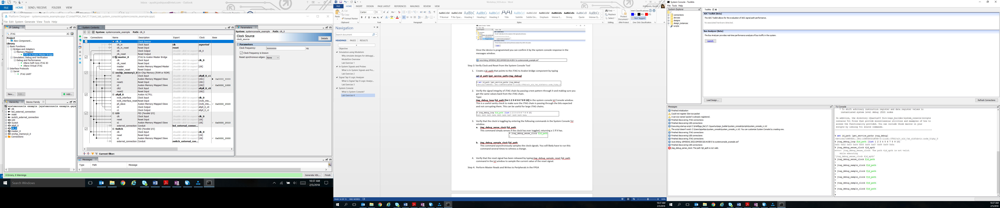 Inbox - ayushi.joshipura@intel.com - Outlook
FILE HOME SEND / RECEIVE FOLDER VIEW
Platform Designer - systemconsole_example.qsys (C:\intelFPGA_lite\17.1\test_lab_system_console\systemconsole_example.qsys)
File Edit System Generate View Tools Help
IP Catalog
JTAG
Project
New Component...
Library
Basic Functions
Bridges and Adaptors
Memory Mapped
JTAG to Avalon Master Bridge
Simulation; Debug and Verification
Debug and Performance
Altera Soft Core JTAG IO
Altera Virtual JTAG
Interface Protocols
Serial
JTAG UART
New... Edit... Add...
Hierarchy Device Family
systemconsole example [systemconsole example.qsys
clk
led_external_connection
reset
switch_external_connection
LED
Switch
altpll_0
clk_0
master_0
onchip_memory2_0
Connections
System Contents
System: systemconsole_example Path: clk_0
Use Connections Name Description Export Clock Base
clk_0 Clock Source
clk_in Clock Input clk exported
clk_in_reset Reset Input reset
clk Clock Output Double-click to export clk_0
clk_reset Reset Output Double-click to export
master_0 JTAG to Avalon Master Bridge
clk Clock Input Double-click to export clk_0
clk_reset Reset Input Double-click to export
master Avalon Memory Mapped Master Double-click to export [clk]
master_reset Reset Output Double-click to export
onchip_memory2_0 On-Chip Memory (RAM or ROM)
clk1 Clock Input Double-click to export altpll_0_c1
s1 Avalon Memory Mapped Slave Double-click to export [clk1] 0x0000_0000
reset1 Reset Input Double-click to export [clk1]
s2 Avalon Memory Mapped Slave Double-click to export [clk2] 0x0000_1000
clk2 Clock Input Double-click to export altpll_0_c0
reset2 Reset Input Double-click to export [clk2]
altpll_0 Avalon ALTPLL
inclk_interface Clock Input Double-click to export clk_0
inclk_interface_reset Reset Input Double-click to export [inclk_inte...
pll_slave Avalon Memory Mapped Slave Double-click to export [inclk_inte... 0x0000_2020
c0 Clock Output Double-click to export altpll_0_c0
c1 Clock Output Double-click to export altpll_0_c1
LED PIO (Parallel I/O)
clk Clock Input Double-click to export clk_0
reset Reset Input Double-click to export [clk]
s1 Avalon Memory Mapped Slave Double-click to export [clk] 0x0000_2010
external_connection Conduit led_external_connec...
Switch PIO (Parallel I/O)
clk Clock Input Double-click to export clk_0
reset Reset Input Double-click to export [clk]
s1 Avalon Memory Mapped Slave Double-click to export [clk] 0x0000_2000
external_connection Conduit switch_external_con...
Current filter:
Messages
Type Path Message
0 Errors, 0 Warnings Generate HDL... Finish
Parameters
System: systemconsole_example Path: clk_0
Clock Source
clock_source Details
Parameters
Clock frequency: 50000000 Hz
Clock frequency is known
Reset synchronous edges: None
Search Windows
10:37 AM
2/5/2018
Workshop_SSIS.docx - Word
FILE HOME INSERT DESIGN PAGE LAYOUT REFERENCES MAILINGS REVIEW VIEW
Joshipura, Ayushi
Cut
Copy
Paste Format Painter
Calibri 11
¶ Normal ¶ No Spac... Heading 1 Heading 2 Heading 3 Title Subtitle Subtle Em... Emphasis Intense E... Strong Quote Intense Q...
Find
Replace
Select
Protect Document
Intel Classifications
IC IRS ITS
Not Tagged
Clipboard Font Paragraph Styles Editing ERM Protect One Click Classification
Navigation
Search document
HEADINGS PAGES RESULTS
Objective
Simulation using Modelsim
Why simulate designs for debuggi...
ModelSim Overview
Lab Exercise 1
In-System Signals and Probes
What is In-System Signals and Pro...
Lab Exercise 2
Signal Tap II Logic Analyzer
What is Signal Tap II Logic Analyz...
Lab Exercise 3
System Console
What is System Console?
Lab Exercise 4
Once the device is programmed you can confirm it by the system console response in the
messages window.
Auto linking 10M50DA(.|ES)|10M50DC@1#USB-0 to systemconsole_example.sof
Step 3: Verify Clock and Reset from the System Console Tool
1. Create a jd_path that points to the JTAG to Avalon bridge component by typing
set jd_path [get_service_paths jtag_debug]
% set jd_path [get_service_paths jtag_debug]
/devices/10M50DA(.|ES)|10M50DC@1#USB-0/(link)/JTAG/alt_sld_fab_sldfabric.node_0/phy_0
2. Verify the signal integrity of JTAG chain by passing a test pattern through it and making sure you
get the same values back from the JTAG chain.
Type:
jtag_debug_loop $jd_path [list 1 2 3 4 5 6 7 8 9 10] in the system console tcl Console window.
This is a useful sanity check to make sure the JTAG chain is passing through the bits expected
and not corrupting them. This can be useful for large JTAG chains.
% jtag_debug_loop $jd_path [list 1 2 3 4 5 6 7 8 9 10]
0x01 0x02 0x03 0x04 0x05 0x06 0x07 0x08 0x09 0x0a
3. Verify that the clock is toggling by entering the following commands in the System Console Tcl
window.
a. jtag_debug_sense_clock $jd_path
This command simply senses if the clock has ever toggled, returning a 1 if it has.
% jtag_debug_sense_clock $jd_path
1
b. jtag_debug_sample_clock $jd_path
This command asynchronously samples the clock signals. You will likely have to run this
command several times to witness a change.
4. Verify that the reset signal has been released by typing jtag_debug_sample_reset $jd_path
command in the tcl window to sample the current value of the reset signal.
Step 4: Perform Master Reads and Writes to Peripherals in the FPGA
PAGE 14 OF 15 1892 WORDS 100%
10:37 AM
2/5/2018
System Console - Toolkits
File Tools Help
System Explorer
/
connections
devices
designs
design_instances
scripts
Toolkits
ADC Toolkit (Beta)
The ADC Toolkit allows for the evaluation of ADC signal path performance.
No associated hardware detected.
Bus Analyzer (Beta)
The Bus Analyzer provides real-time performance analysis of bus traffic in the system.
Launch
Load Design... Refresh Connections
Messages
Finished initialization
Could not register IService packet
A service named 'packet' is already registered.
Finished discovering JTAG connections
Finished discovering USB connections
Executing startup script C:\intelfpga_lite\17.1\quartus\sopc_builder\system_console\scripts\system_console_rc.tcl
The script doesn't exist: C:\Users\ajoshipu\system_console\system_console_rc.tcl. You can customize System Console by creating one.
Finished discovering JTAG connections
Finished discovering USB connections
Finished discovering JTAG connections
Auto linking 10M50DA(.|ES)|10M50DC@1#USB-0 to systemconsole_example.sof
Finished discovering USB connections
jtag_debug_sense_clock: The path 4jd_apth is not valid.
Tcl Console
* To shift arbitrary instruction register and data register values to
instantiated system level debug (SLD) nodes
In addition, the directory <QuartusII Dir>/sopc_builder/system_console/scripts
contains Tcl files that provide miscellaneous utilities and examples of how to
access the functionality provided. You can include those macros in your
scripts by issuing Tcl source commands.
% set jd_path [get_service_paths jtag_debug]
/devices/10M50DA(.|ES)|10M50DC@1#USB-0/(link)/JTAG/alt_sld_fab_sldfabric.node_0/phy_0
% jtag_debug_loop $jd_path [list 1 2 3 4 5 6 7 8 9 10]
0x01 0x02 0x03 0x04 0x05 0x06 0x07 0x08 0x09 0x0a
% jtag_debug_sense_clock 4jd_apth
error: jtag_debug_sense_clock: The path 4jd_apth is not valid.
while executing
"jtag_debug_sense_clock 4jd_apth"
% jtag_debug_sense_clock $jd_path
1
% jtag_debug_sample_clock $jd_path
0
% jtag_debug_sample_clock $jd_path
0
% jtag_debug_sample_clock $jd_path
0
% jtag_debug_sample_clock $jd_path
0
% jtag_debug_sample_clock $jd_path
1
%
10:37 AM
2/5/2018